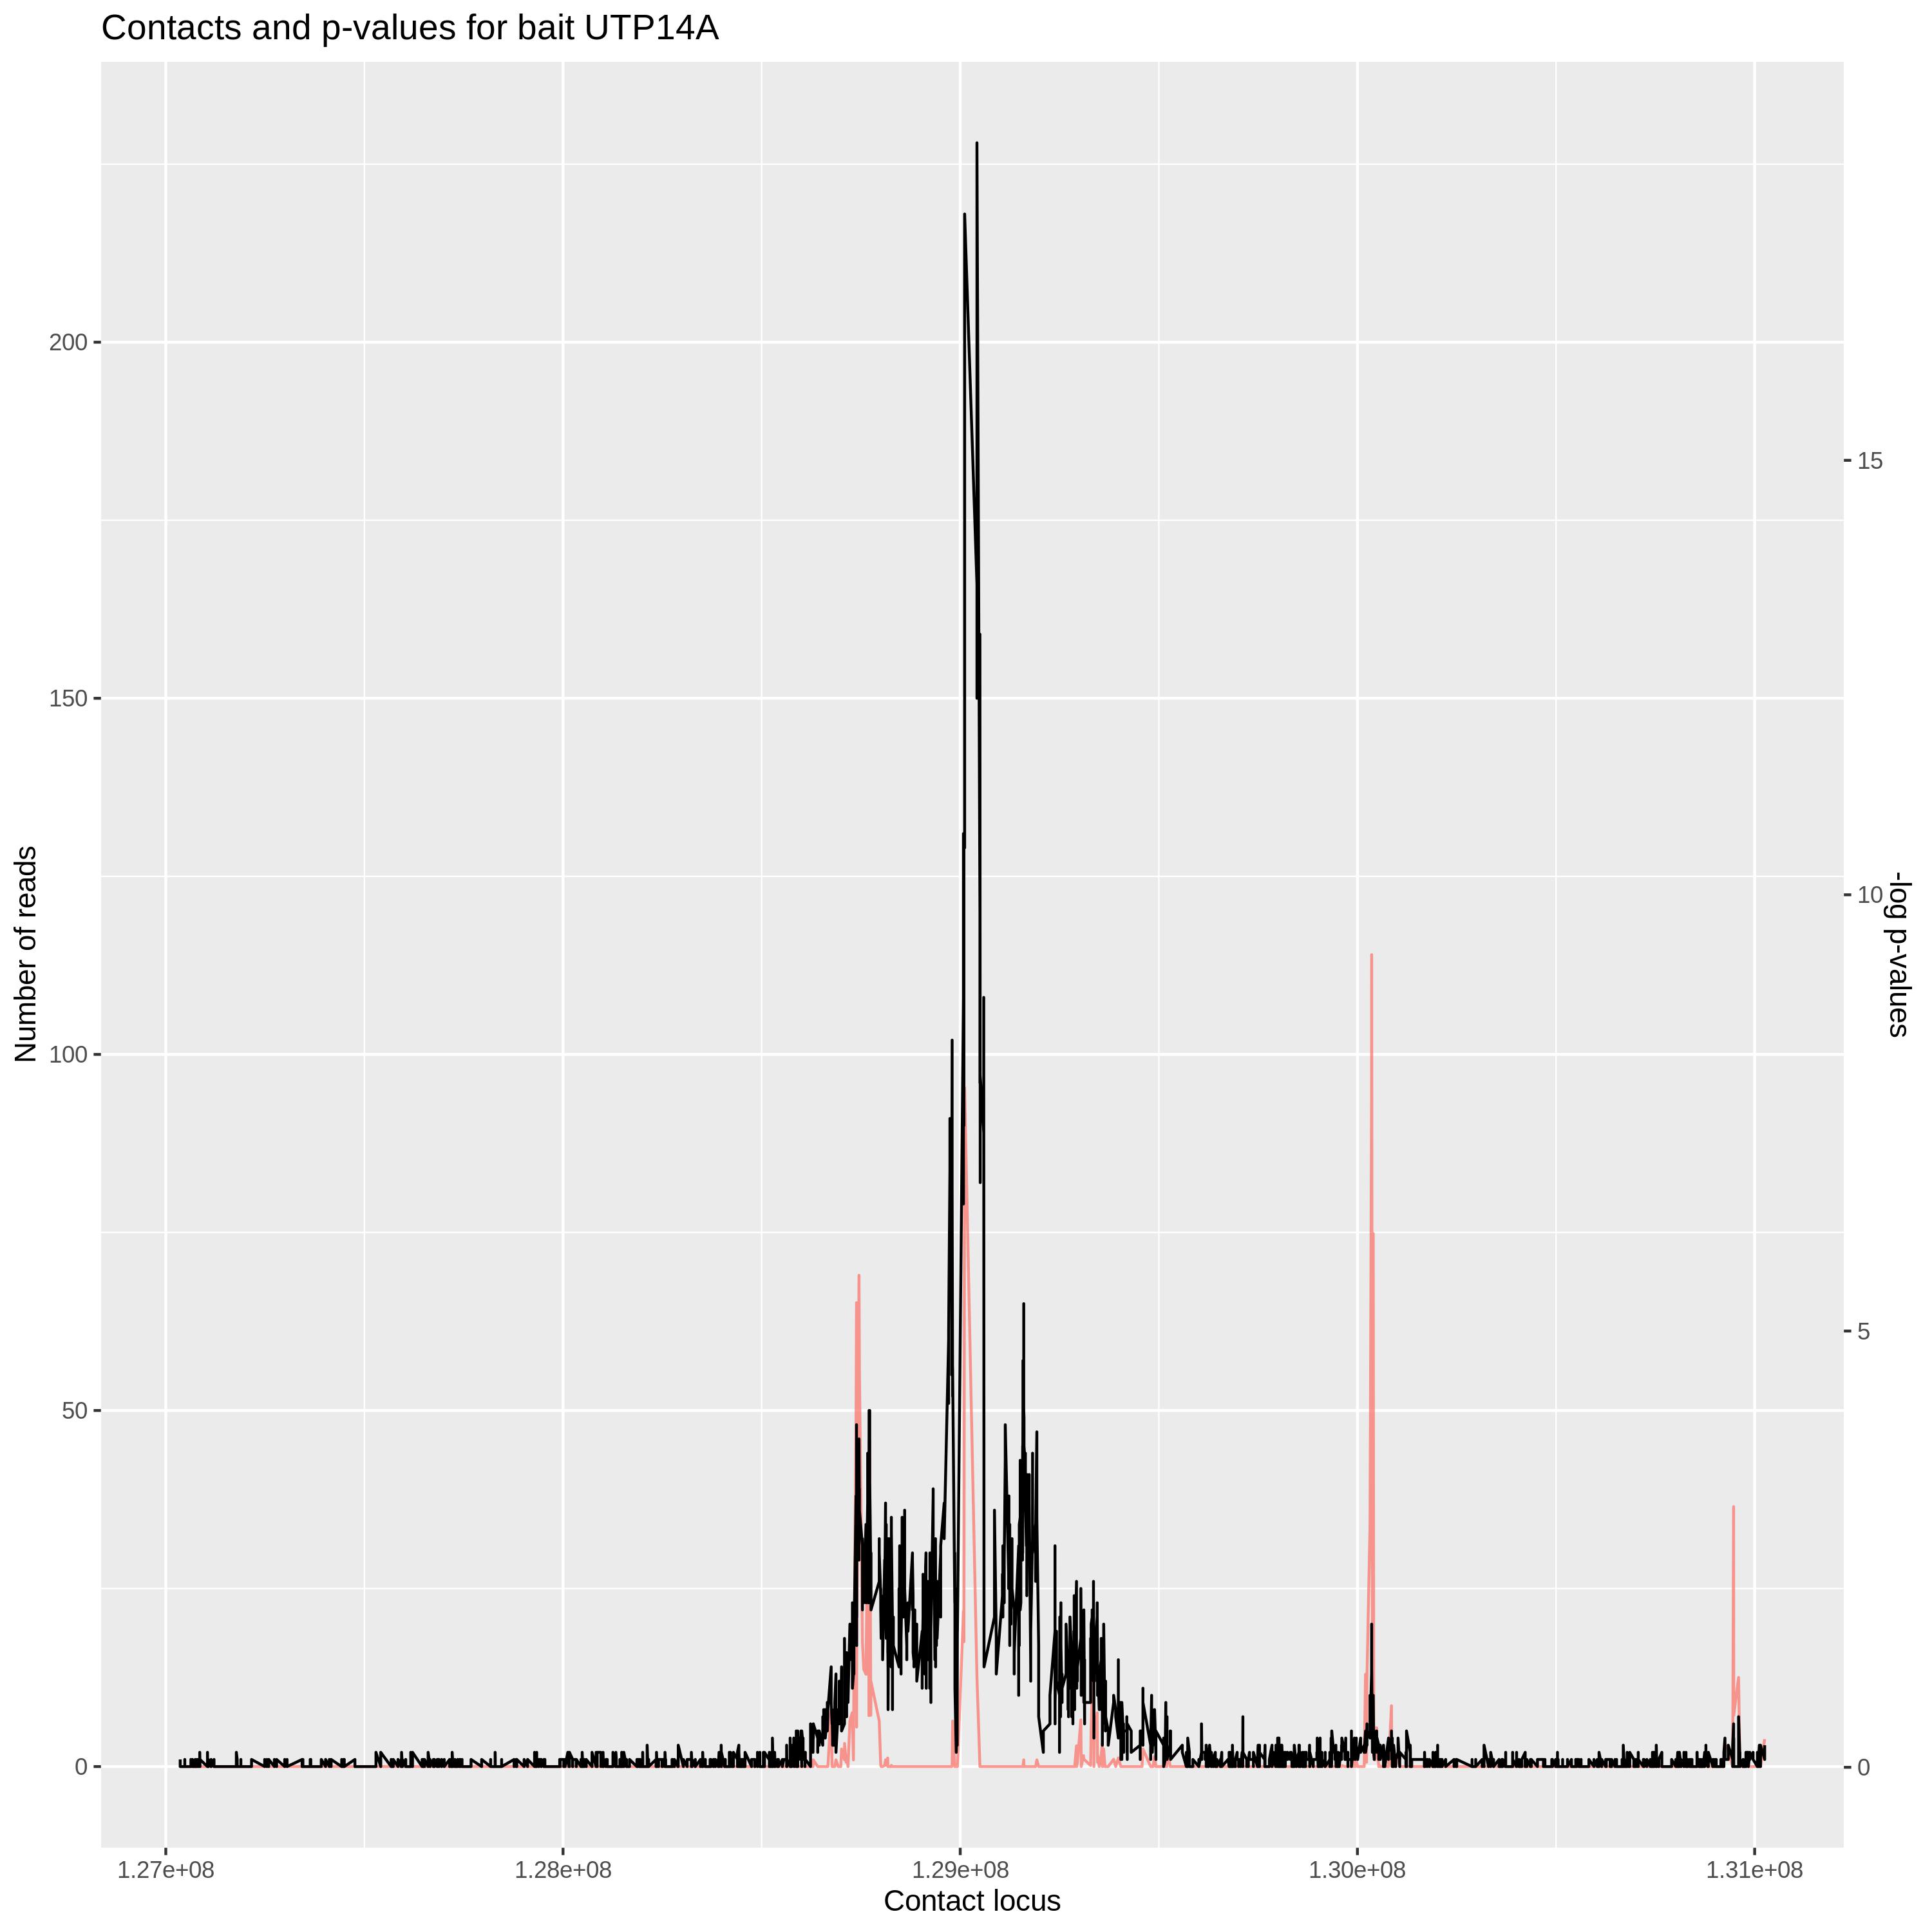 Contacts and p-values for bait UTP14A
Number of reads
200
150
100
50
0
15
10
5
0
-log p-values
1.27e+08
1.28e+08
1.29e+08
1.30e+08
1.31e+08
Contact locus